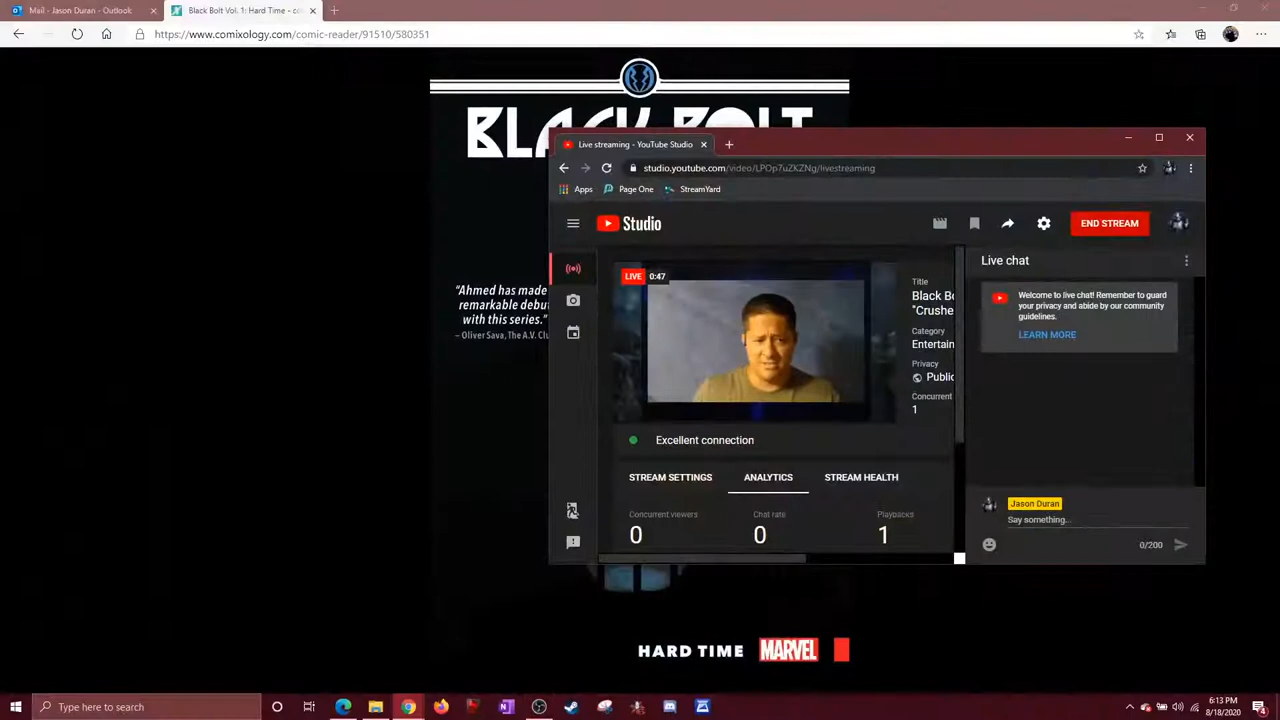 Mail - Jason Duran - Outlook
Black Bolt Vol. 1: Hard Time - co
https://www.comixology.com/comic-reader/91510/580351
BLACK BOLT
"Ahmed has made
remarkable debu
with this series."
– Oliver Sava, The A.V. Clu
Live streaming - YouTube Studio
studio.youtube.com/video/LPOp7uZKZNg/livestreaming
Apps
Page One
StreamYard
Studio
END STREAM
LIVE 0:47
Title
Black Bo
"Crushe
Category
Entertain
Privacy
Public
Concurrent
1
Excellent connection
STREAM SETTINGS
ANALYTICS
STREAM HEALTH
Concurrent viewers
Chat rate
Playbacks
0
0
1
Live chat
Welcome to live chat! Remember to guard
your privacy and abide by our community
guidelines.
LEARN MORE
Jason Duran
Say something...
0/200
HARD TIME MARVEL
Type here to search
6:13 PM
8/18/2020